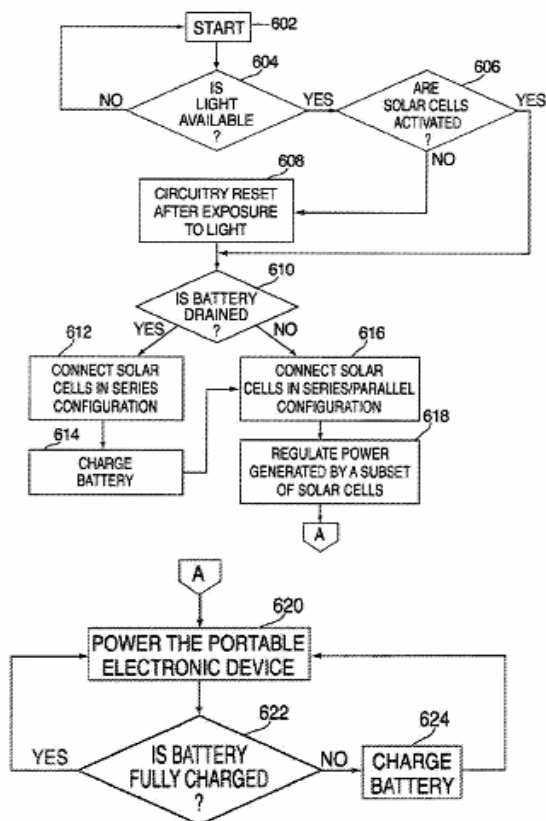 START
602
604
IS
LIGHT
AVAILABLE
?
NO
YES
606
ARE
SOLAR CELLS
ACTIVATED
?
YES
NO
608
CIRCUITRY RESET
AFTER EXPOSURE
TO LIGHT
610
IS BATTERY
DRAINED
?
YES
NO
612
CONNECT SOLAR
CELLS IN SERIES
CONFIGURATION
614
CHARGE
BATTERY
616
CONNECT SOLAR
CELLS IN SERIES/PARALLEL
CONFIGURATION
618
REGULATE POWER
GENERATED BY A SUBSET
OF SOLAR CELLS
A
A
620
POWER THE PORTABLE
ELECTRONIC DEVICE
622
IS BATTERY
FULLY CHARGED
?
YES
NO
624
CHARGE
BATTERY